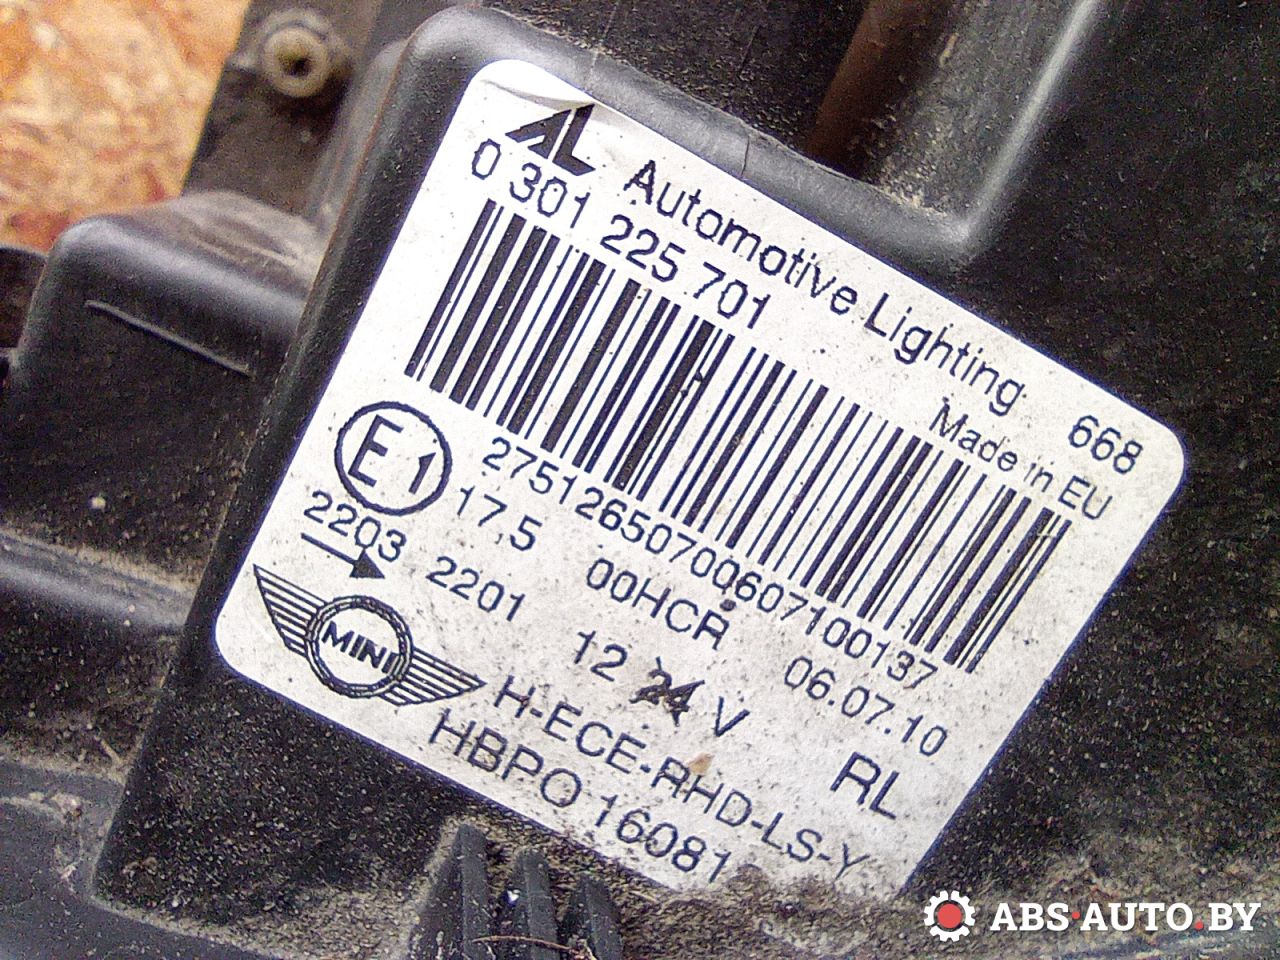 AL Automotive Lighting 668
0 301 225 701 Made in EU
2751265070060710013​7
E1 17,5 00HCR 06.07.10
2203 2201 12 24 V RL
MINI H-ECE-RHD-LS-Y
HBPO 16081
ABS-AUTO.BY